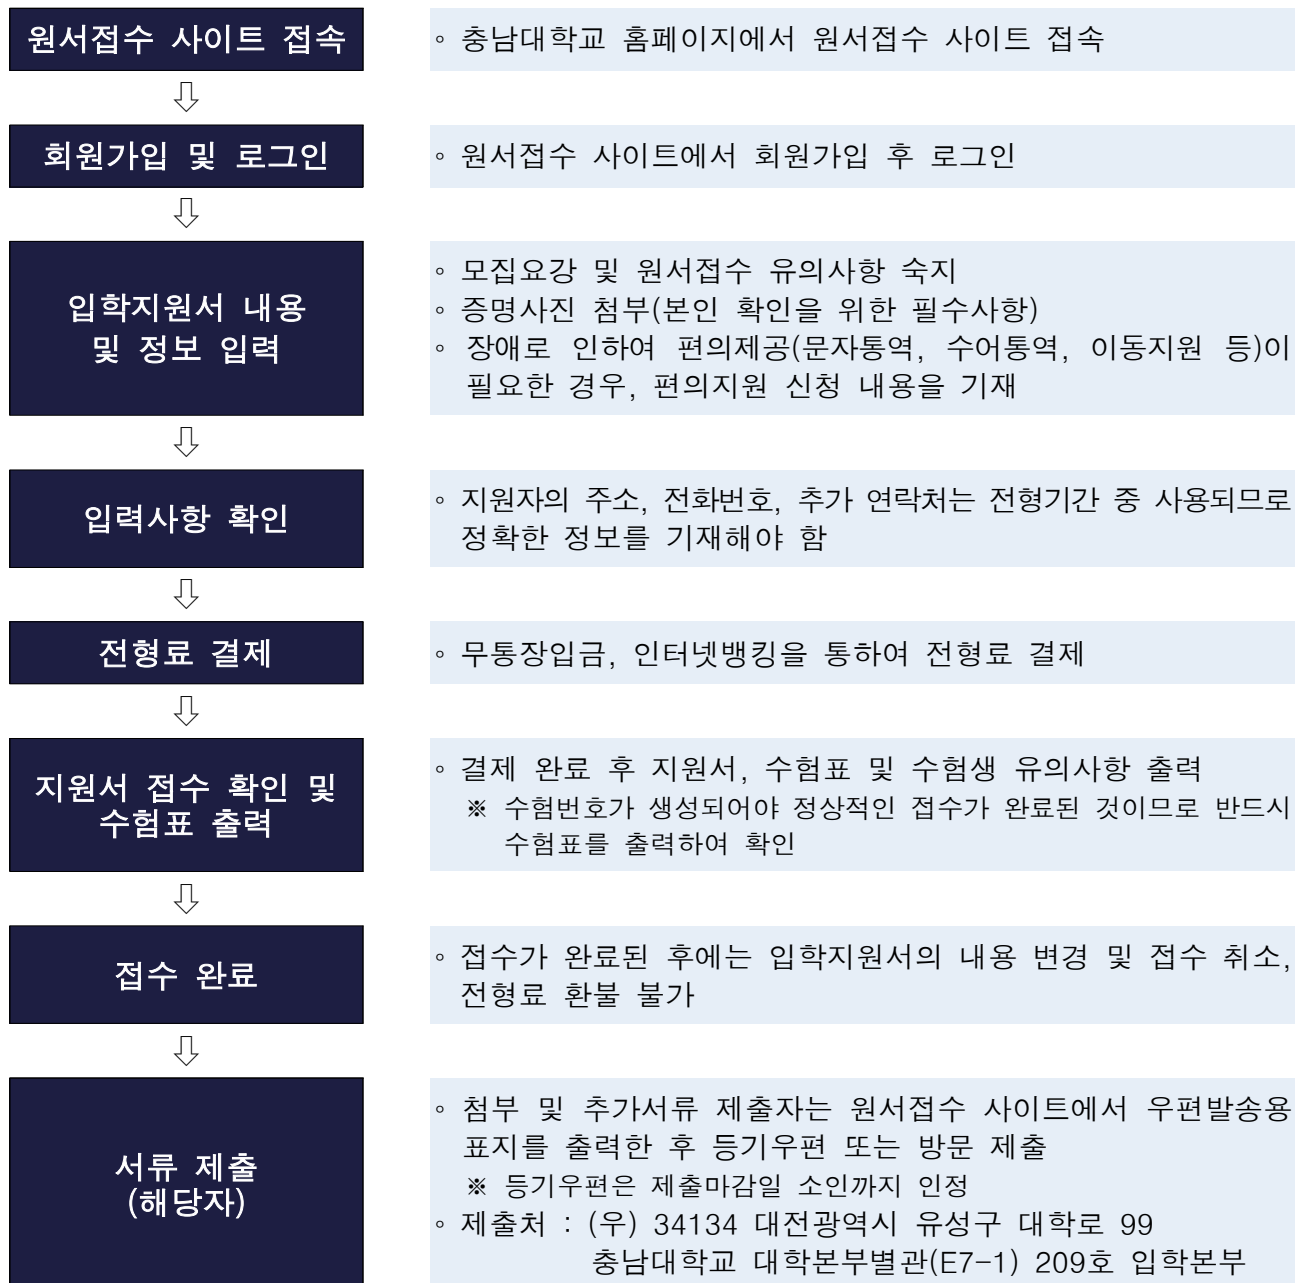 원서접수 사이트 접속
◦ 충남대학교 홈페이지에서 원서접수 사이트 접속
⇩
회원가입 및 로그인
◦ 원서접수 사이트에서 회원가입 후 로그인
⇩
입학지원서 내용
및 정보 입력
◦ 모집요강 및 원서접수 유의사항 숙지
◦ 증명사진 첨부(본인 확인을 위한 필수사항)
◦ 장애로 인하여 편의제공(문자통역, 수어통역, 이동지원 등)이
필요한 경우, 편의지원 신청 내용을 기재
⇩
입력사항 확인
◦ 지원자의 주소, 전화번호, 추가 연락처는 전형기간 중 사용되므로
정확한 정보를 기재해야 함
⇩
전형료 결제
◦ 무통장입금, 인터넷뱅킹을 통하여 전형료 결제
⇩
지원서 접수 확인 및
수험표 출력
◦ 결제 완료 후 지원서, 수험표 및 수험생 유의사항 출력
※ 수험번호가 생성되어야 정상적인 접수가 완료된 것이므로 반드시
수험표를 출력하여 확인
⇩
접수 완료
◦ 접수가 완료된 후에는 입학지원서의 내용 변경 및 접수 취소,
전형료 환불 불가
⇩
서류 제출
(해당자)
◦ 첨부 및 추가서류 제출자는 원서접수 사이트에서 우편발송용
표지를 출력한 후 등기우편 또는 방문 제출
※ 등기우편은 제출마감일 소인까지 인정
◦ 제출처 : (우) 34134 대전광역시 유성구 대학로 99
충남대학교 대학본부별관(E7-1) 209호 입학본부